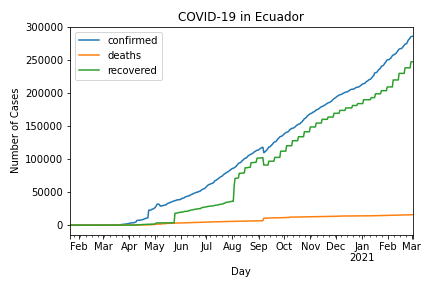 COVID-19 in Ecuador
300000
250000
200000
150000
100000
50000
0
Number of Cases
confirmed
deaths
recovered
Feb Mar Apr May Jun Jul Aug Sep Oct Nov Dec Jan Feb Mar
2021
Day